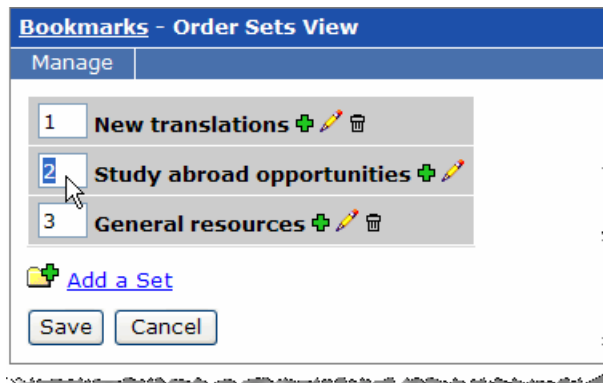 Bookmarks - Order Sets View
Manage
1 New translations
2 Study abroad opportunities
3 General resources
Add a Set
Save Cancel